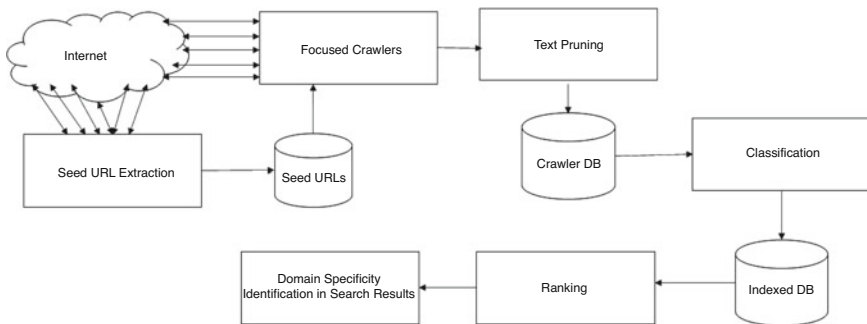 Internet
Focused Crawlers
Text Pruning
Seed URL Extraction
Seed URLs
Crawler DB
Classification
Domain Specificity
Identification in Search Results
Ranking
Indexed DB